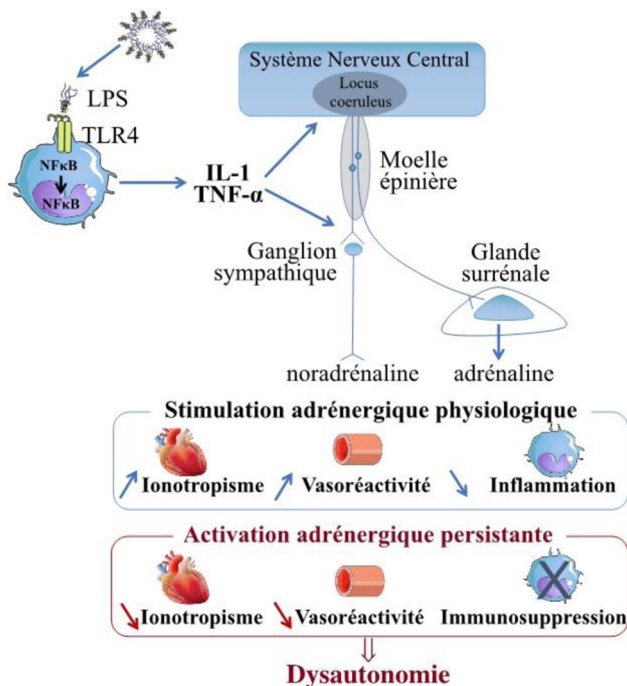 Système Nerveux Central
Locus
coeruleus
LPS
TLR4
NFκB
NFκB
IL-1
TNF-α
Moelle
épinière
Ganglion
sympathique
Glande
surrénale
noradrénaline
adrénaline
Stimulation adrénergique physiologique
Ionotropisme
Vasoréactivité
Inflammation
Activation adrénergique persistante
Ionotropisme
Vasoréactivité
Immunosuppression
Dysautonomie